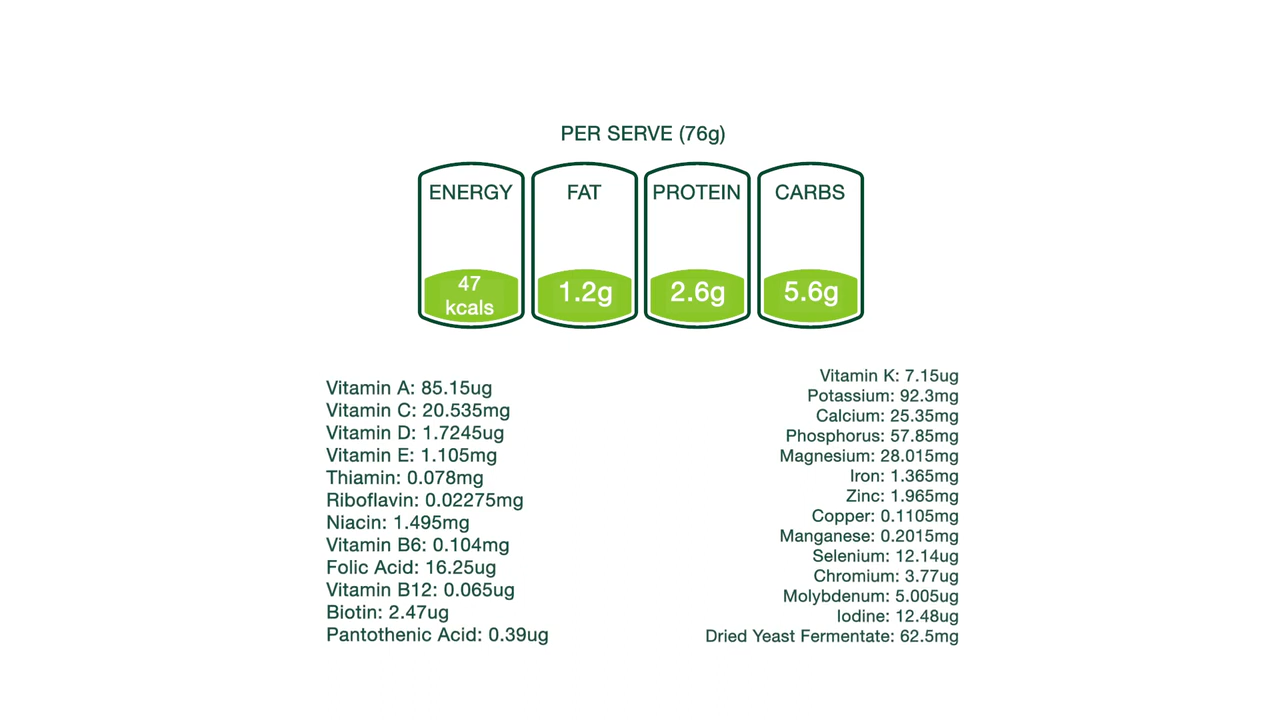 PER SERVE (76g)
ENERGY
47
kcals
FAT
1.2g
PROTEIN
2.6g
CARBS
5.6g
Vitamin A: 85.15ug
Vitamin C: 20.535mg
Vitamin D: 1.7245ug
Vitamin E: 1.105mg
Thiamin: 0.078mg
Riboflavin: 0.02275mg
Niacin: 1.495mg
Vitamin B6: 0.104mg
Folic Acid: 16.25ug
Vitamin B12: 0.065ug
Biotin: 2.47ug
Pantothenic Acid: 0.39ug
Vitamin K: 7.15ug
Potassium: 92.3mg
Calcium: 25.35mg
Phosphorus: 57.85mg
Magnesium: 28.015mg
Iron: 1.365mg
Zinc: 1.965mg
Copper: 0.1105mg
Manganese: 0.2015mg
Selenium: 12.14ug
Chromium: 3.77ug
Molybdenum: 5.005ug
Iodine: 12.48ug
Dried Yeast Fermentate: 62.5mg